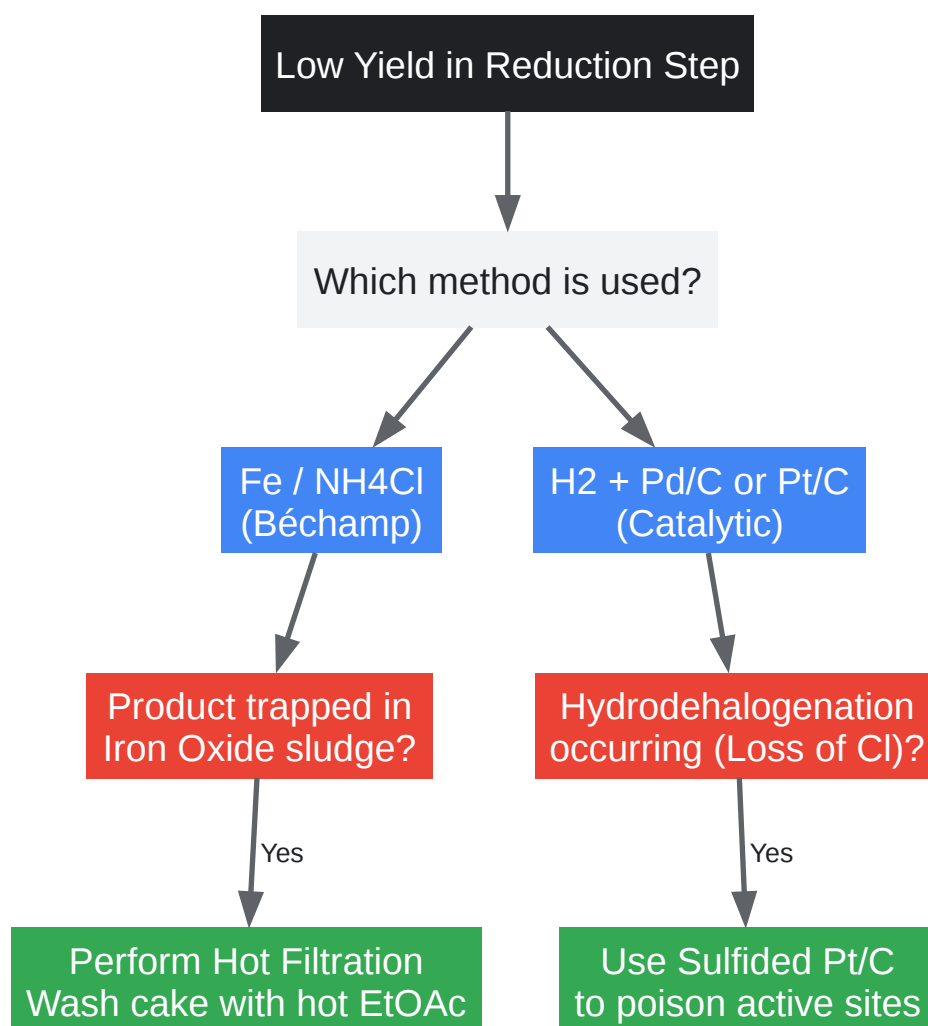 Low Yield in Reduction Step
Which method is used?
Fe / NH4Cl
(Béchamp)
H2 + Pd/C or Pt/C
(Catalytic)
Product trapped in
Iron Oxide sludge?
Hydrodehalogenation
occurring (Loss of Cl)?
Yes
Yes
Perform Hot Filtration
Wash cake with hot EtOAc
Use Sulfided Pt/C
to poison active sites